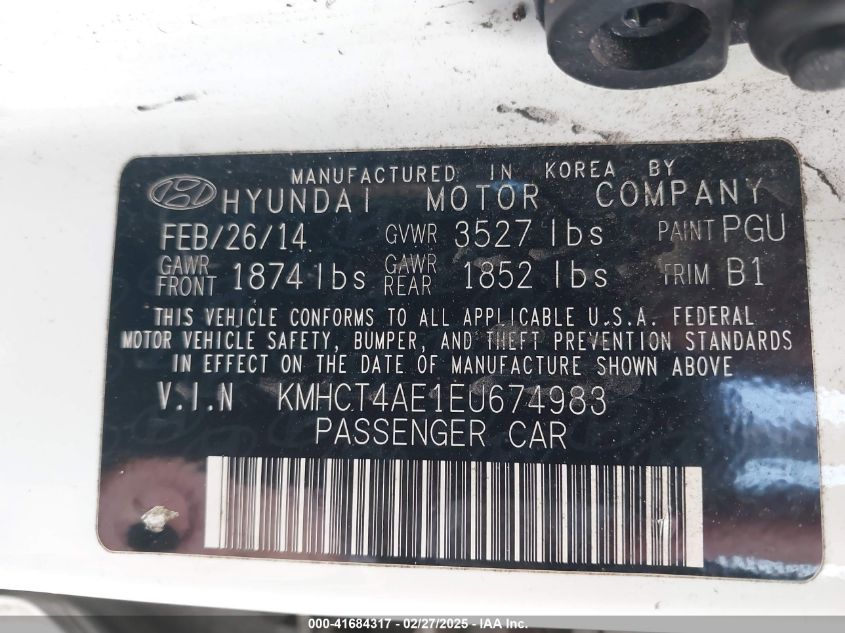 MANUFACTURED IN KOREA BY
HYUNDAI MOTOR COMPANY
FEB/26/14 GVWR 3527 lbs PAINT PGU
GAWR FRONT 1874 lbs GAWR REAR 1852 lbs TRIM B1
THIS VEHICLE CONFORMS TO ALL APPLICABLE U.S.A. FEDERAL
MOTOR VEHICLE SAFETY, BUMPER, AND THEFT PREVENTION STANDARDS
IN EFFECT ON THE DATE OF MANUFACTURE SHOWN ABOVE
V.I.N KMHCT4AE1EU674983
PASSENGER CAR
000-41684317 - 02/27/2025 - IAA Inc.